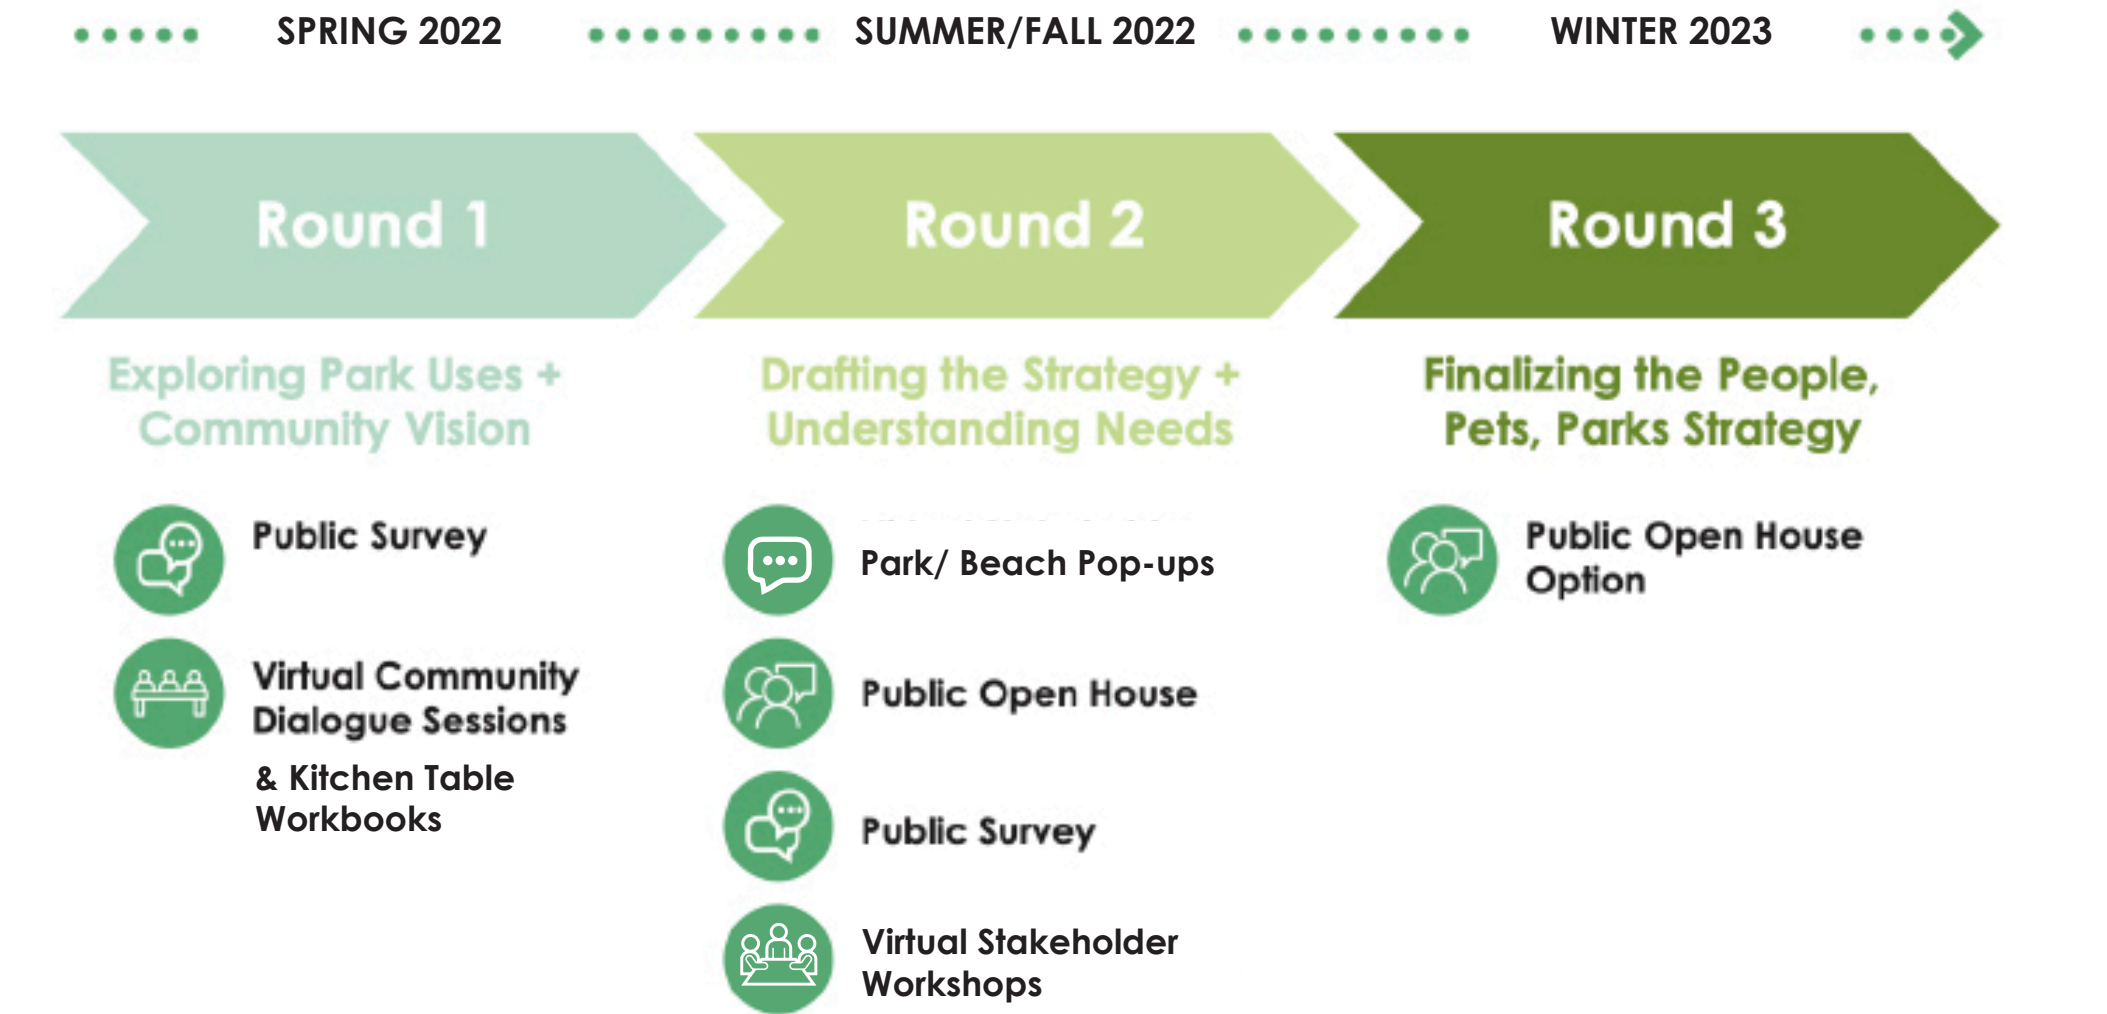 SPRING 2022
SUMMER/FALL 2022
WINTER 2023
Round 1
Round 2
Round 3
Exploring Park Uses +
Community Vision
Drafting the Strategy +
Understanding Needs
Finalizing the People,
Pets, Parks Strategy
Public Survey
Virtual Community
Dialogue Sessions
& Kitchen Table
Workbooks
Park/ Beach Pop-ups
Public Open House
Public Survey
Virtual Stakeholder
Workshops
Public Open House
Option